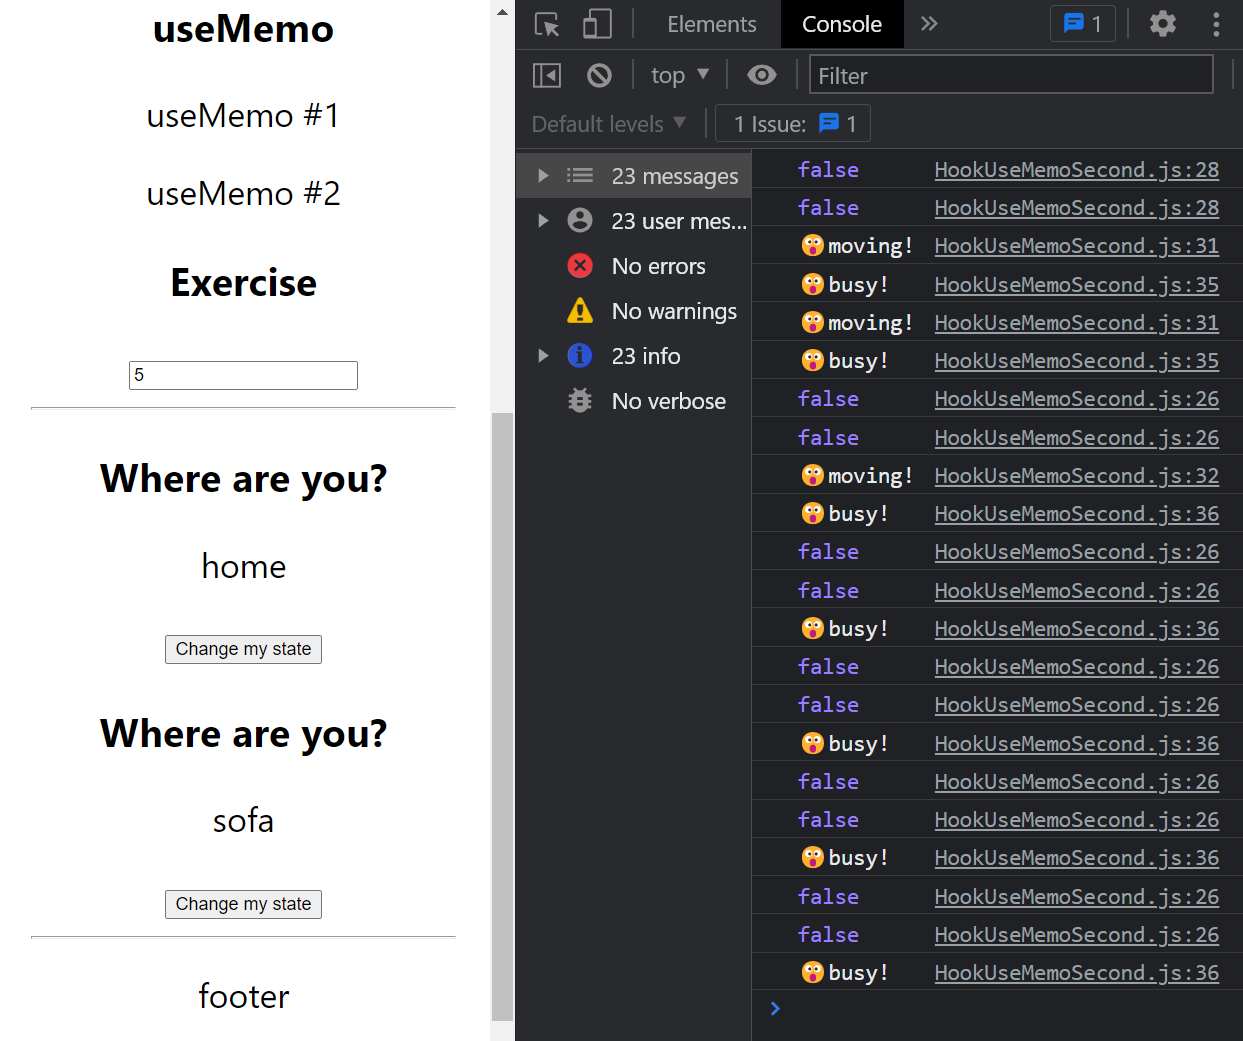 useMemo
useMemo #1
useMemo #2
Exercise
5
Where are you?
home
Change my state
Where are you?
sofa
Change my state
footer
Elements
Console
1
top
Filter
Default levels
1 Issue: 1
23 messages
23 user mes...
No errors
No warnings
23 info
No verbose
false HookUseMemoSecond.js:28
false HookUseMemoSecond.js:28
😲moving! HookUseMemoSecond.js:31
😲busy! HookUseMemoSecond.js:35
😲moving! HookUseMemoSecond.js:31
😲busy! HookUseMemoSecond.js:35
false HookUseMemoSecond.js:26
false HookUseMemoSecond.js:26
😲moving! HookUseMemoSecond.js:32
😲busy! HookUseMemoSecond.js:36
false HookUseMemoSecond.js:26
false HookUseMemoSecond.js:26
😲busy! HookUseMemoSecond.js:36
false HookUseMemoSecond.js:26
false HookUseMemoSecond.js:26
😲busy! HookUseMemoSecond.js:36
false HookUseMemoSecond.js:26
false HookUseMemoSecond.js:26
😲busy! HookUseMemoSecond.js:36
false HookUseMemoSecond.js:26
false HookUseMemoSecond.js:26
😲busy! HookUseMemoSecond.js:36